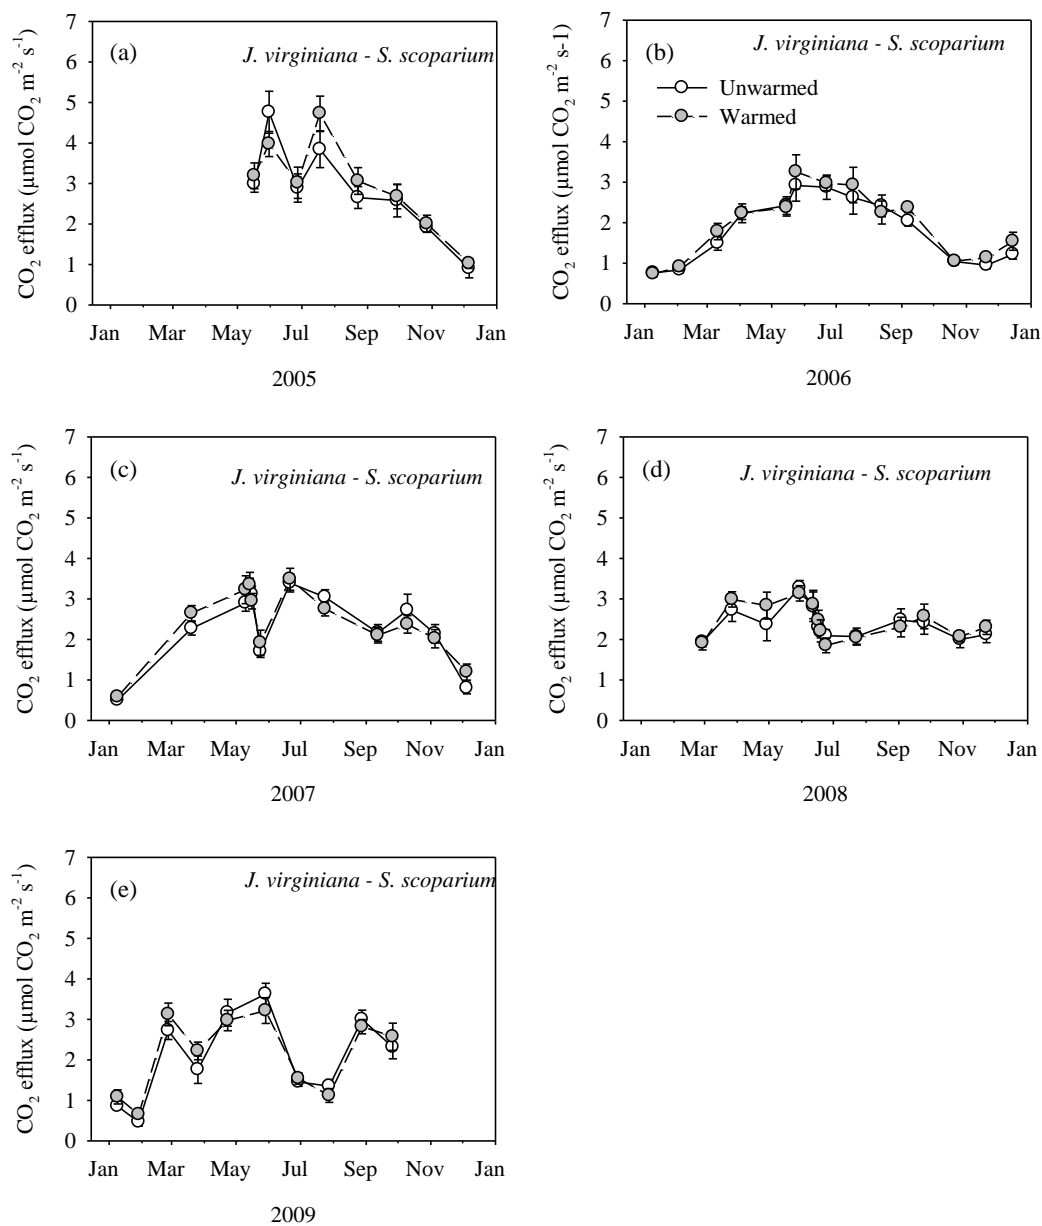 (a)
J. virginiana - S. scoparium
CO2 efflux (µmol CO2 m-2 s-1)
7
6
5
4
3
2
1
0
Jan Mar May Jul Sep Nov Jan
2005
(b)
J. virginiana - S. scoparium
Unwarmed
Warmed
CO2 efflux (µmol CO2 m-2 s-1)
7
6
5
4
3
2
1
0
Jan Mar May Jul Sep Nov Jan
2006
(c)
J. virginiana - S. scoparium
CO2 efflux (µmol CO2 m-2 s-1)
7
6
5
4
3
2
1
0
Jan Mar May Jul Sep Nov Jan
2007
(d)
J. virginiana - S. scoparium
CO2 efflux (µmol CO2 m-2 s-1)
7
6
5
4
3
2
1
0
Jan Mar May Jul Sep Nov Jan
2008
(e)
J. virginiana - S. scoparium
CO2 efflux (µmol CO2 m-2 s-1)
7
6
5
4
3
2
1
0
Jan Mar May Jul Sep Nov Jan
2009